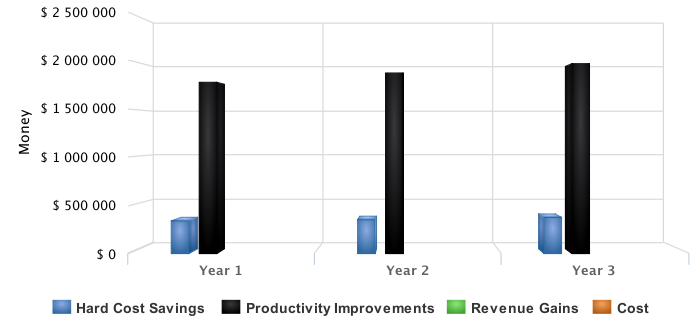 $ 2 500 000
$ 2 000 000
$ 1 500 000
$ 1 000 000
$ 500 000
$ 0
Money
Year 1 Year 2 Year 3
Hard Cost Savings Productivity Improvements Revenue Gains Cost